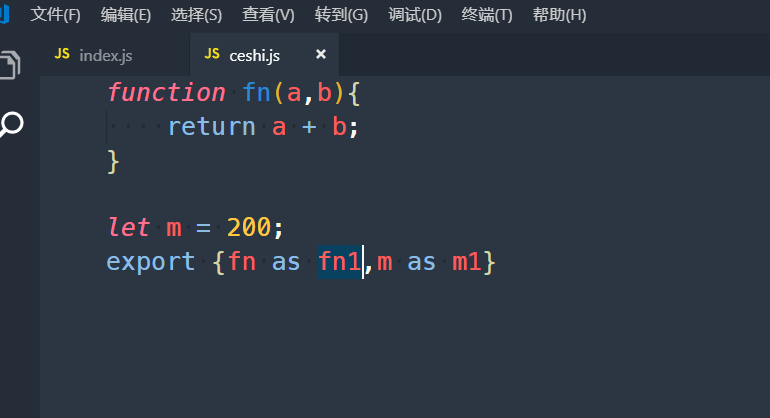 文件(F) 编辑(E) 选择(S) 查看(V) 转到(G) 调试(D) 终端(T) 帮助(H)
JS index.js JS ceshi.js ×
function fn(a,b){
    return a + b;
}
let m = 200;
export {fn as fn1,m as m1}